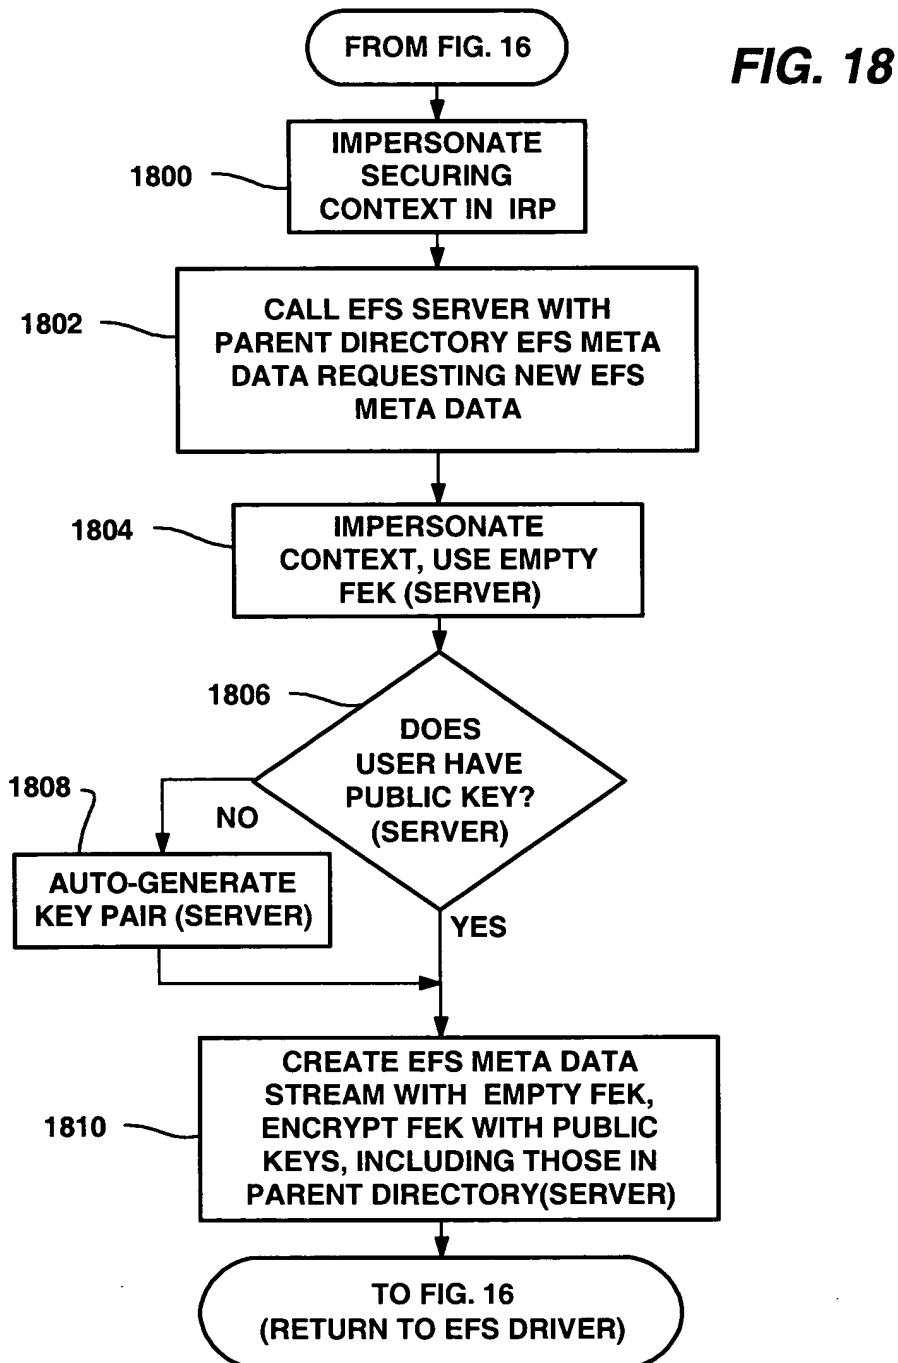 FROM FIG. 16
FIG. 18
1800
IMPERSONATE
SECURING
CONTEXT IN IRP
1802
CALL EFS SERVER WITH
PARENT DIRECTORY EFS META
DATA REQUESTING NEW EFS
META DATA
1804
IMPERSONATE
CONTEXT, USE EMPTY
FEK (SERVER)
1806
DOES
USER HAVE
PUBLIC KEY?
(SERVER)
1808
NO
AUTO-GENERATE
KEY PAIR (SERVER)
YES
1810
CREATE EFS META DATA
STREAM WITH EMPTY FEK,
ENCRYPT FEK WITH PUBLIC
KEYS, INCLUDING THOSE IN
PARENT DIRECTORY(SERVER)
TO FIG. 16
(RETURN TO EFS DRIVER)